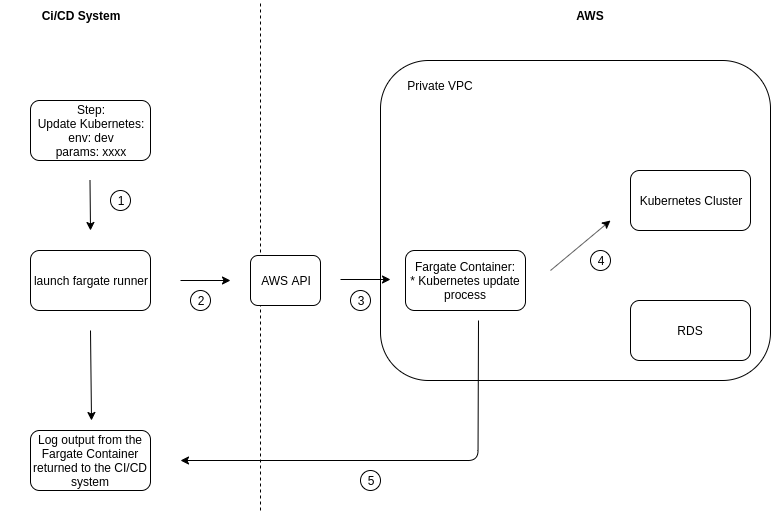 Ci/CD System
AWS
Private VPC
Step:
Update Kubernetes:
env: dev
params: xxxx
1
Kubernetes Cluster
launch fargate runner
2
AWS API
3
Fargate Container:
* Kubernetes update
process
4
RDS
Log output from the
Fargate Container
returned to the CI/CD
system
5